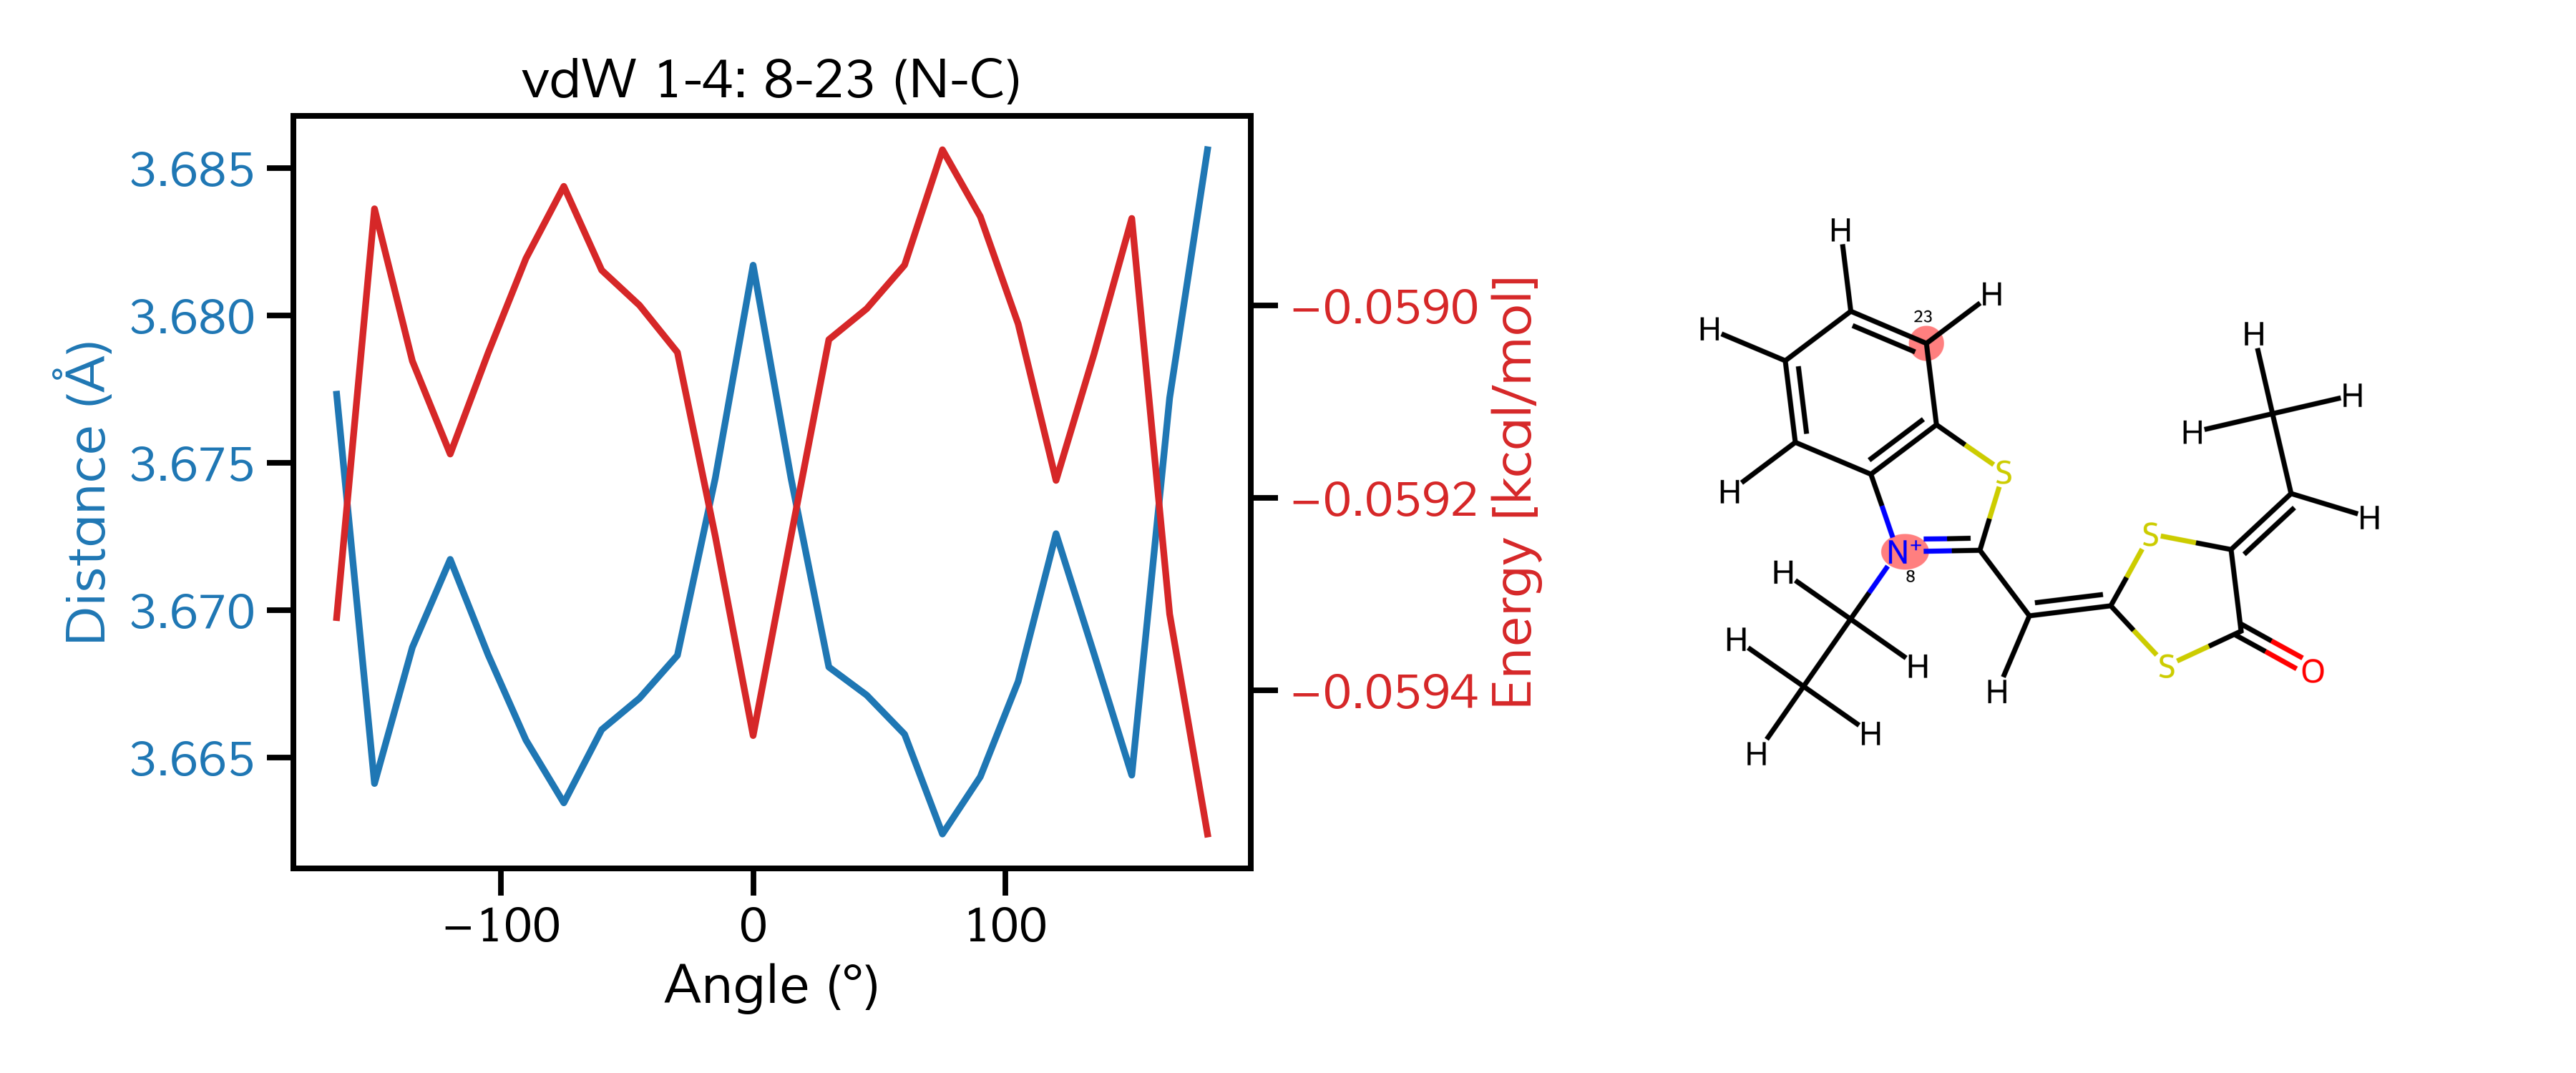 vdW 1-4: 8-23 (N-C)
3.685
3.680
3.675
3.670
3.665
Distance (Å)
−0.0590
−0.0592
−0.0594
Energy [kcal/mol]
−100
0
100
Angle (°)
H
H
23
H
H
H
H
S
H
H
S
N⁺
8
H
H
H
S
O
H
H
H
H